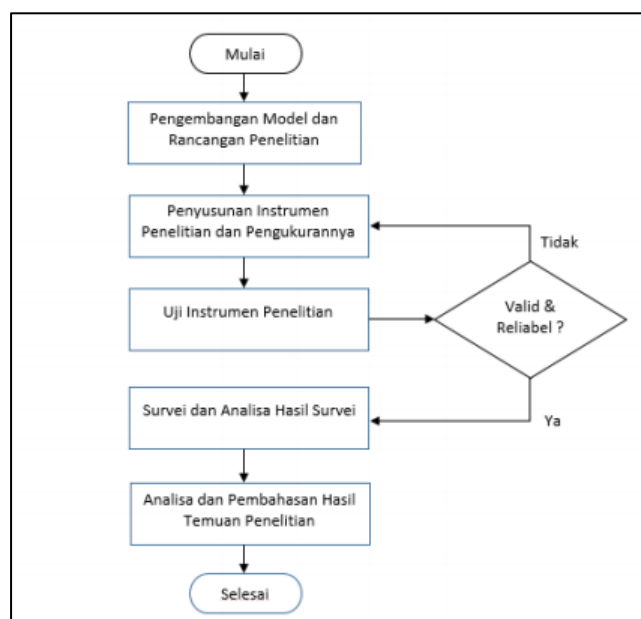 Mulai
Pengembangan Model dan
Rancangan Penelitian
Penyusunan Instrumen
Penelitian dan Pengukurannya
Tidak
Uji Instrumen Penelitian
Valid &
Reliabel ?
Survei dan Analisa Hasil Survei
Ya
Analisa dan Pembahasan Hasil
Temuan Penelitian
Selesai